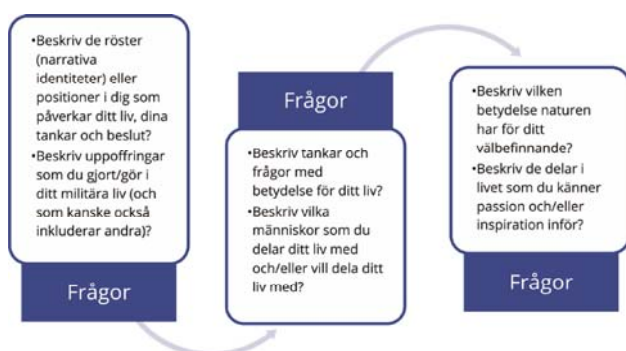 •Beskriv de röster
(narrativa
identiteter) eller
positioner i dig som
påverkar ditt liv, dina
tankar och beslut?
•Beskriv uppoffringar
som du gjort/gör i
ditt militära liv (och
som kanske också
inkluderar andra)?
Frågor
Frågor
•Beskriv tankar och
frågor med
betydelse för ditt liv?
•Beskriv vilka
människor som du
delar ditt liv med
och/eller vill dela ditt
liv med?
•Beskriv vilken
betydelse naturen
har för ditt
välbefinnande?
•Beskriv de delar i
livet som du känner
passion och/eller
inspiration inför?
Frågor